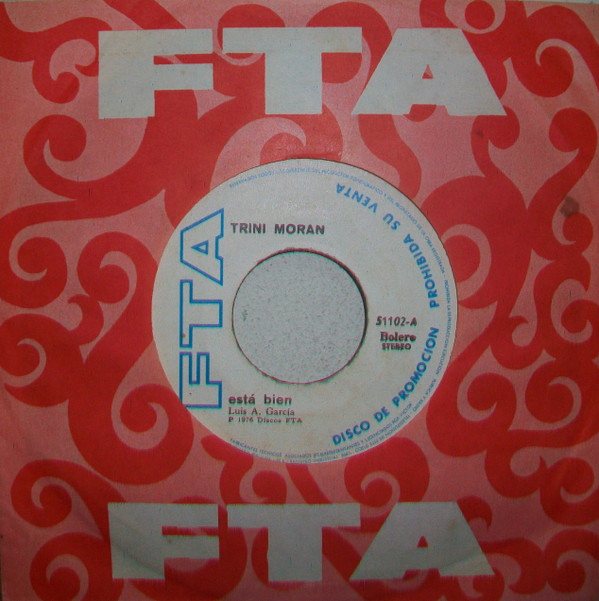 FTA
TRINI MORAN
FTA
DISCO DE PROMOCION PROHIBIDA SU VENTA
51102-A
Bolero
STEREO
está bien
Luis A. García
P 1976 Discos FTA
FTA